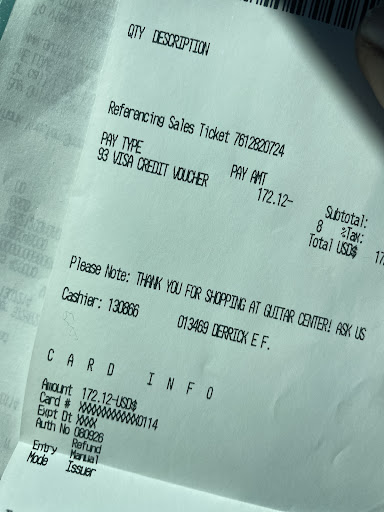 QTY DESCRIPTION
Referencing Sales Ticket 7612820724
PAY TYPE PAY AMT
93 VISA CREDIT VOUCHER 172.12-
Subtotal:
8 %Tax:
Total USD$ 17
Please Note: THANK YOU FOR SHOPPING AT GUITAR CENTER! ASK US
Cashier: 130866 013469 DERRICK E F.
C A R D I N F O
Amount 172.12-USD$
Card # XXXXXXXXXXXX0114
Expt Dt XXXX
Auth No 080926
Refund
Entry Manual
Mode Issuer